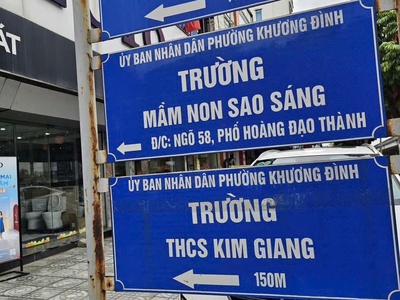 ẤT
ỦY BAN NHÂN DÂN PHƯỜNG KHƯƠNG ĐÌNH
TRƯỜNG
MẦM NON SAO SÁNG
Đ/C: NGÕ 58, PHỐ HOÀNG ĐẠO THÀNH
ỦY BAN NHÂN DÂN PHƯỜNG KHƯƠNG ĐÌNH
TRƯỜNG
THCS KIM GIANG
150M